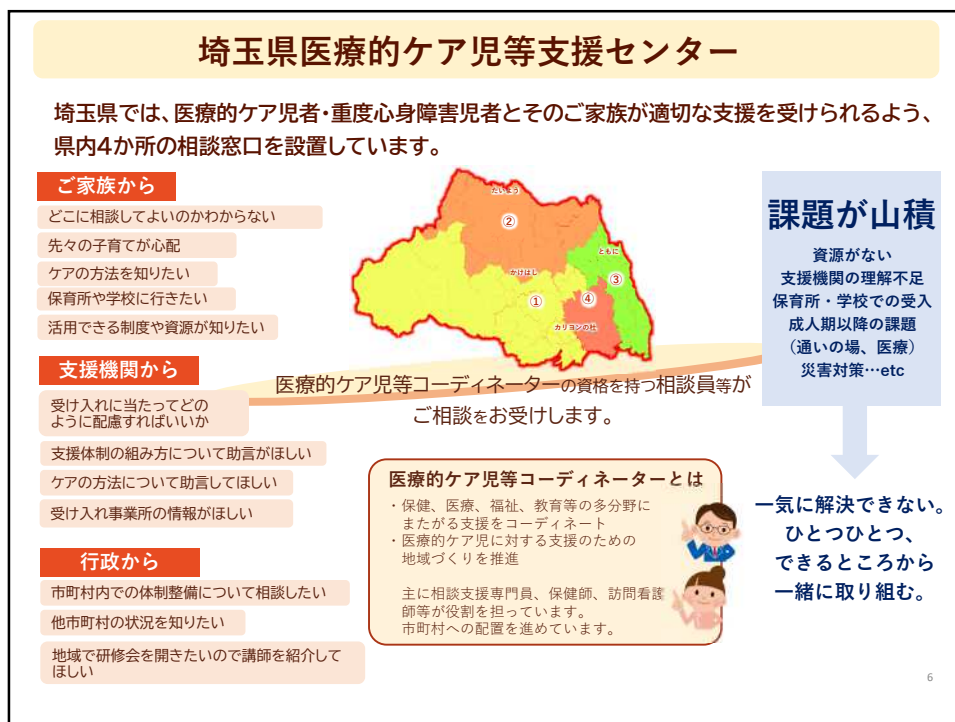 埼玉県医療的ケア児等支援センター
埼玉県では、医療的ケア児者・重度心身障害児者とそのご家族が適切な支援を受けられるよう、
県内4か所の相談窓口を設置しています。
ご家族から
どこに相談してよいのかわからない
先々の子育てが心配
ケアの方法を知りたい
保育所や学校に行きたい
活用できる制度や資源が知りたい
支援機関から
受け入れに当たってどの
ように配慮すればいいか
支援体制の組み方について助言がほしい
ケアの方法について助言してほしい
受け入れ事業所の情報がほしい
行政から
市町村内での体制整備について相談したい
他市町村の状況を知りたい
地域で研修会を開きたいので講師を紹介して
ほしい
たいよう
②
ともに
③
かけはし
①
④
カリヨンの杜
医療的ケア児等コーディネーターの資格を持つ相談員等が
ご相談をお受けします。
医療的ケア児等コーディネーターとは
・保健、医療、福祉、教育等の多分野に
またがる支援をコーディネート
・医療的ケア児に対する支援のための
地域づくりを推進
主に相談支援専門員、保健師、訪問看護
師等が役割を担っています。
市町村への配置を進めています。
課題が山積
資源がない
支援機関の理解不足
保育所・学校での受入
成人期以降の課題
（通いの場、医療）
災害対策…etc
一気に解決できない。
ひとつひとつ、
できるところから
一緒に取り組む。
6